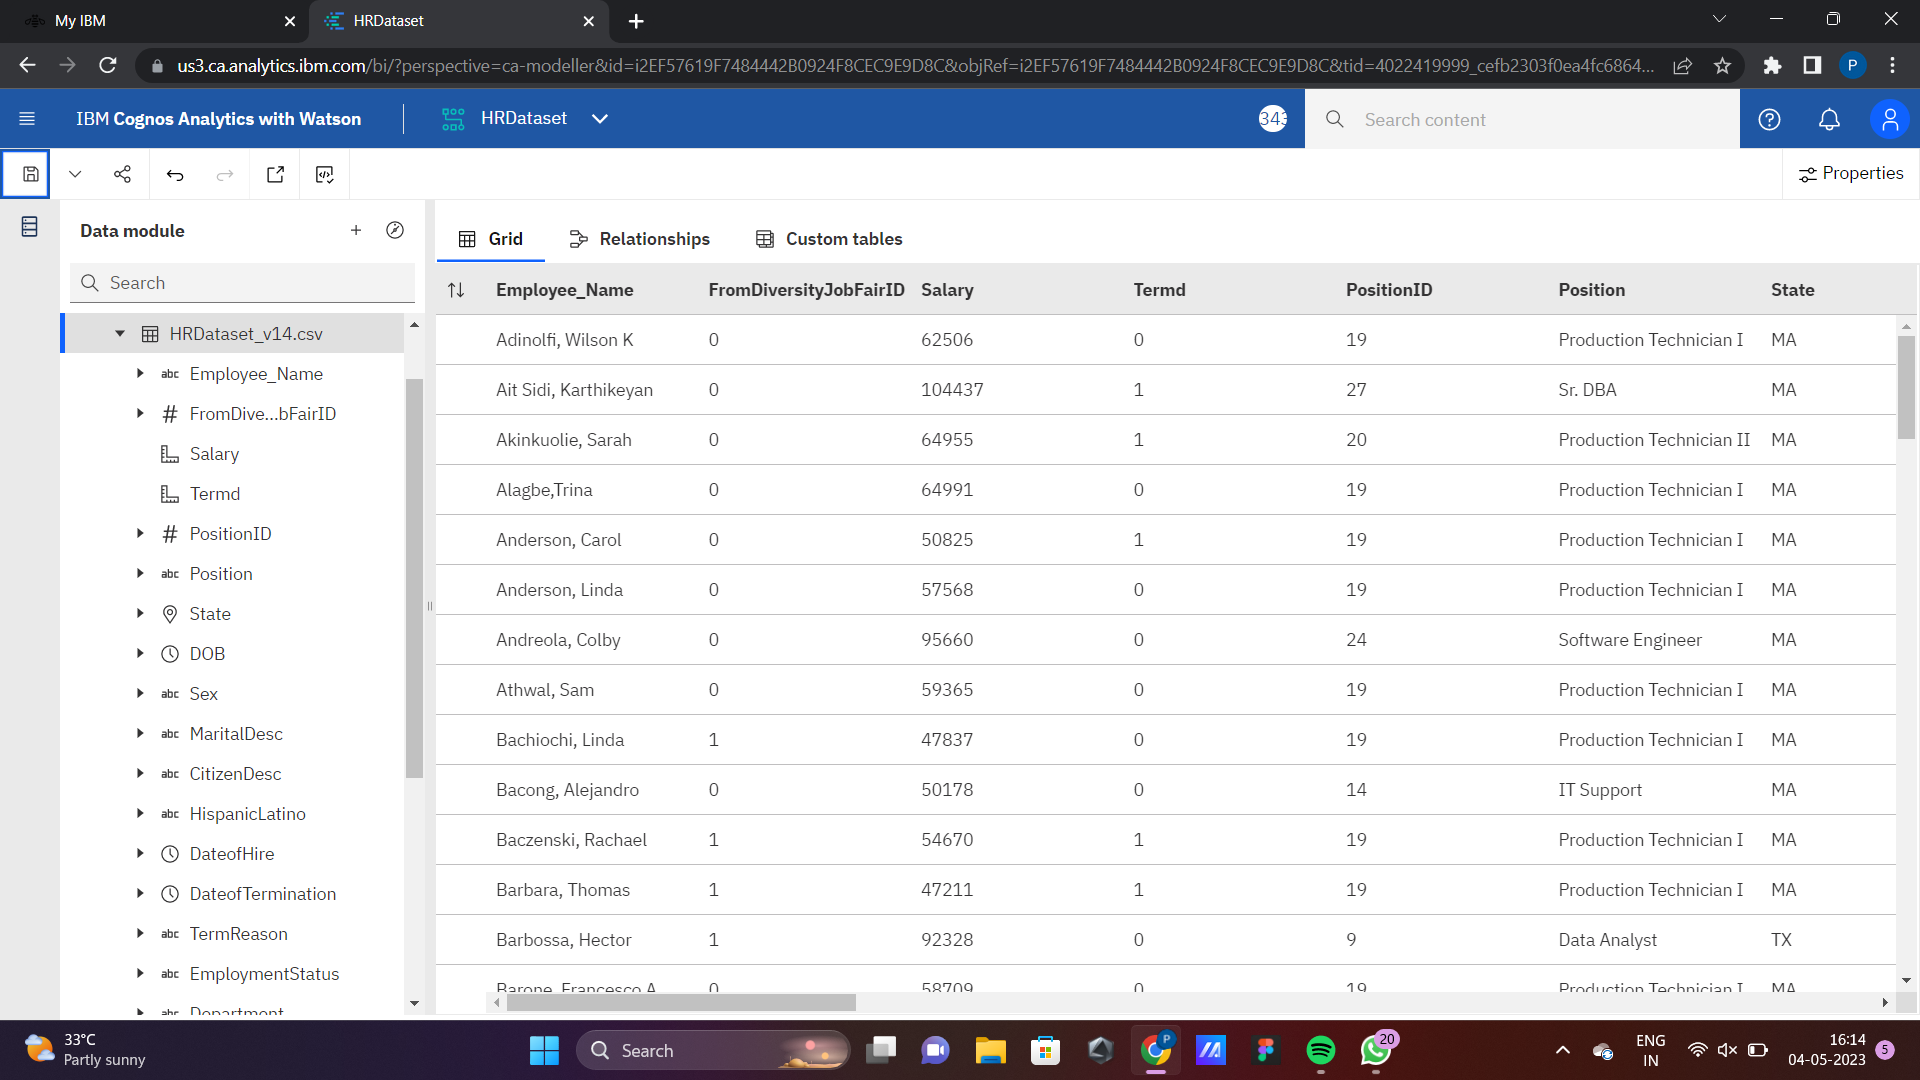 My IBM
HRDataset
us3.ca.analytics.ibm.com/bi/?perspective=ca-modeller&id=i2EF57619F7484442B0924F8CEC9E9D8C&objRef=i2EF57619F7484442B0924F8CEC9E9D8C&tid=4022419999_cefb2303f0ea4fc6864...
P
IBM Cognos Analytics with Watson
HRDataset
343
Search content
Properties
Data module
Search
HRDataset_v14.csv
abc Employee_Name
# FromDive...bFairID
Salary
Termd
# PositionID
abc Position
State
DOB
abc Sex
abc MaritalDesc
abc CitizenDesc
abc HispanicLatino
DateofHire
DateofTermination
abc TermReason
abc EmploymentStatus
abc Department
Grid Relationships Custom tables
Employee_Name FromDiversityJobFairID Salary Termd PositionID Position State
Adinolfi, Wilson K 0 62506 0 19 Production Technician I MA
Ait Sidi, Karthikeyan 0 104437 1 27 Sr. DBA MA
Akinkuolie, Sarah 0 64955 1 20 Production Technician II MA
Alagbe,Trina 0 64991 0 19 Production Technician I MA
Anderson, Carol 0 50825 1 19 Production Technician I MA
Anderson, Linda 0 57568 0 19 Production Technician I MA
Andreola, Colby 0 95660 0 24 Software Engineer MA
Athwal, Sam 0 59365 0 19 Production Technician I MA
Bachiochi, Linda 1 47837 0 19 Production Technician I MA
Bacong, Alejandro 0 50178 0 14 IT Support MA
Baczenski, Rachael 1 54670 1 19 Production Technician I MA
Barbara, Thomas 1 47211 1 19 Production Technician I MA
Barbossa, Hector 1 92328 0 9 Data Analyst TX
Barone, Francesco A 0 58709 0 19 Production Technician I MA
33°C
Partly sunny
Search
P
20
ENG
IN
16:14
04-05-2023
5